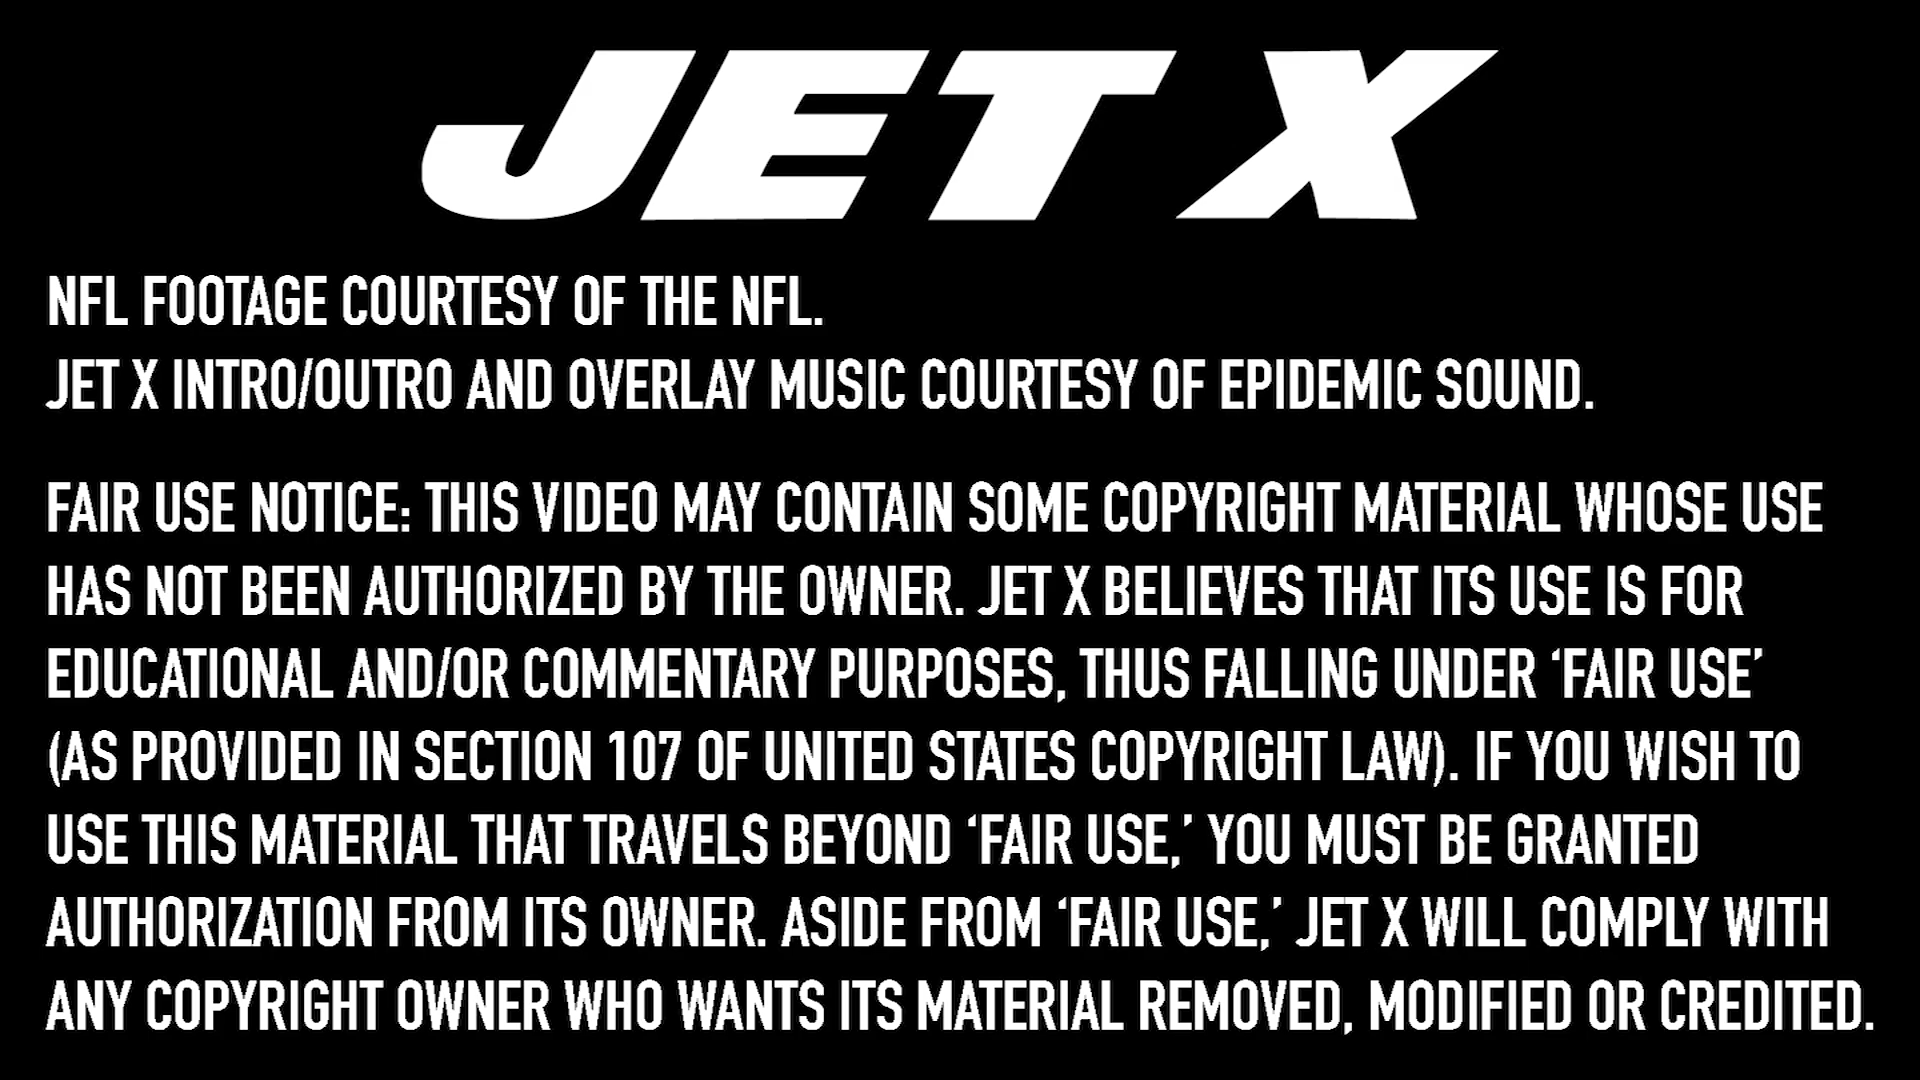 JET X
NFL FOOTAGE COURTESY OF THE NFL.
JET X INTRO/OUTRO AND OVERLAY MUSIC COURTESY OF EPIDEMIC SOUND.
FAIR USE NOTICE: THIS VIDEO MAY CONTAIN SOME COPYRIGHT MATERIAL WHOSE USE
HAS NOT BEEN AUTHORIZED BY THE OWNER. JET X BELIEVES THAT ITS USE IS FOR
EDUCATIONAL AND/OR COMMENTARY PURPOSES, THUS FALLING UNDER ‘FAIR USE’
(AS PROVIDED IN SECTION 107 OF UNITED STATES COPYRIGHT LAW). IF YOU WISH TO
USE THIS MATERIAL THAT TRAVELS BEYOND ‘FAIR USE,’ YOU MUST BE GRANTED
AUTHORIZATION FROM ITS OWNER. ASIDE FROM ‘FAIR USE,’ JET X WILL COMPLY WITH
ANY COPYRIGHT OWNER WHO WANTS ITS MATERIAL REMOVED, MODIFIED OR CREDITED.